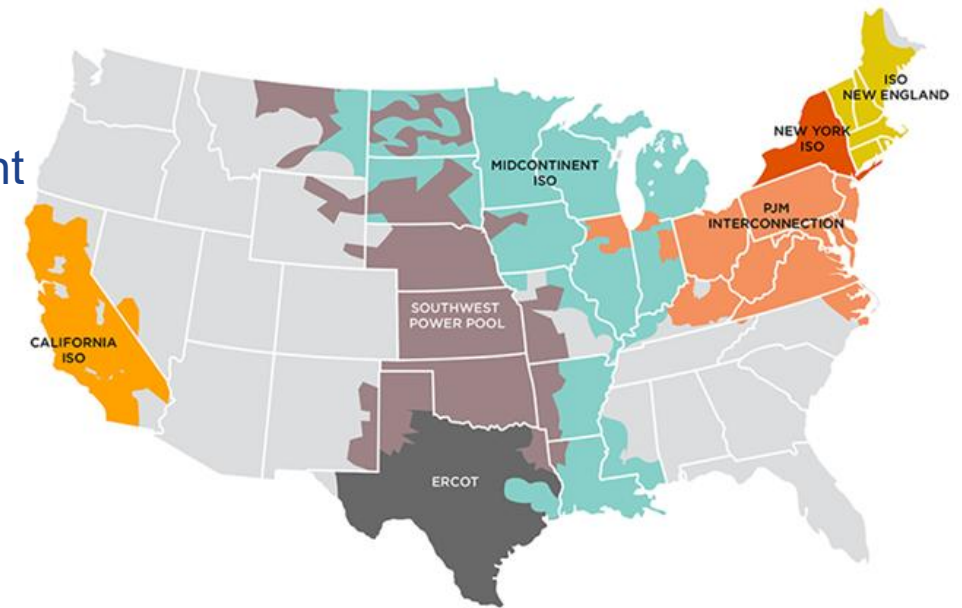 ISO
NEW ENGLAND
NEW YORK
ISO
nt
MIDCONTINENT
ISO
PJM
INTERCONNECTION
SOUTHWEST
POWER POOL
CALIFORNIA
ISO
ERCOT